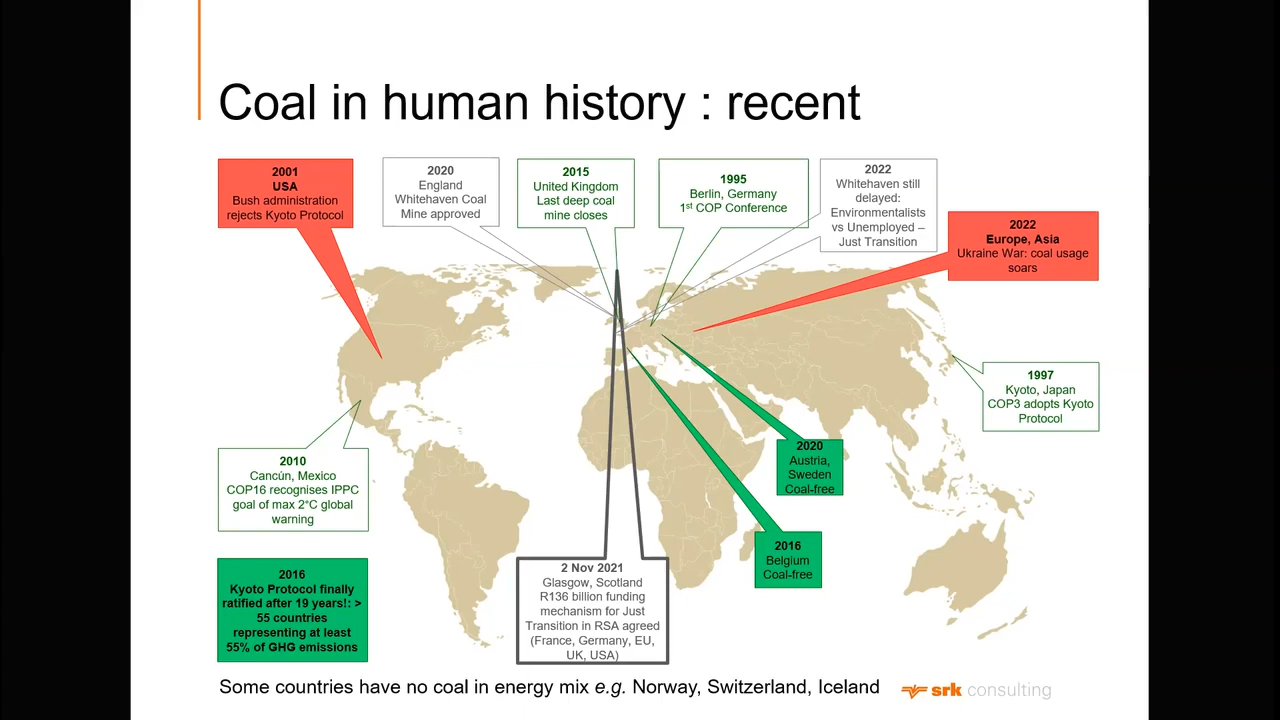 Coal in human history : recent
2001
USA
Bush administration
rejects Kyoto Protocol
2020
England
Whitehaven Coal
Mine approved
2015
United Kingdom
Last deep coal
mine closes
1995
Berlin, Germany
1st COP Conference
2022
Whitehaven still
delayed:
Environmentalists
vs Unemployed –
Just Transition
2022
Europe, Asia
Ukraine War: coal usage
soars
1997
Kyoto, Japan
COP3 adopts Kyoto
Protocol
2010
Cancún, Mexico
COP16 recognises IPPC
goal of max 2°C global
warning
2020
Austria,
Sweden
Coal-free
2016
Belgium
Coal-free
2016
Kyoto Protocol finally
ratified after 19 years!: >
55 countries
representing at least
55% of GHG emissions
2 Nov 2021
Glasgow, Scotland
R136 billion funding
mechanism for Just
Transition in RSA agreed
(France, Germany, EU,
UK, USA)
Some countries have no coal in energy mix e.g. Norway, Switzerland, Iceland
srk consulting